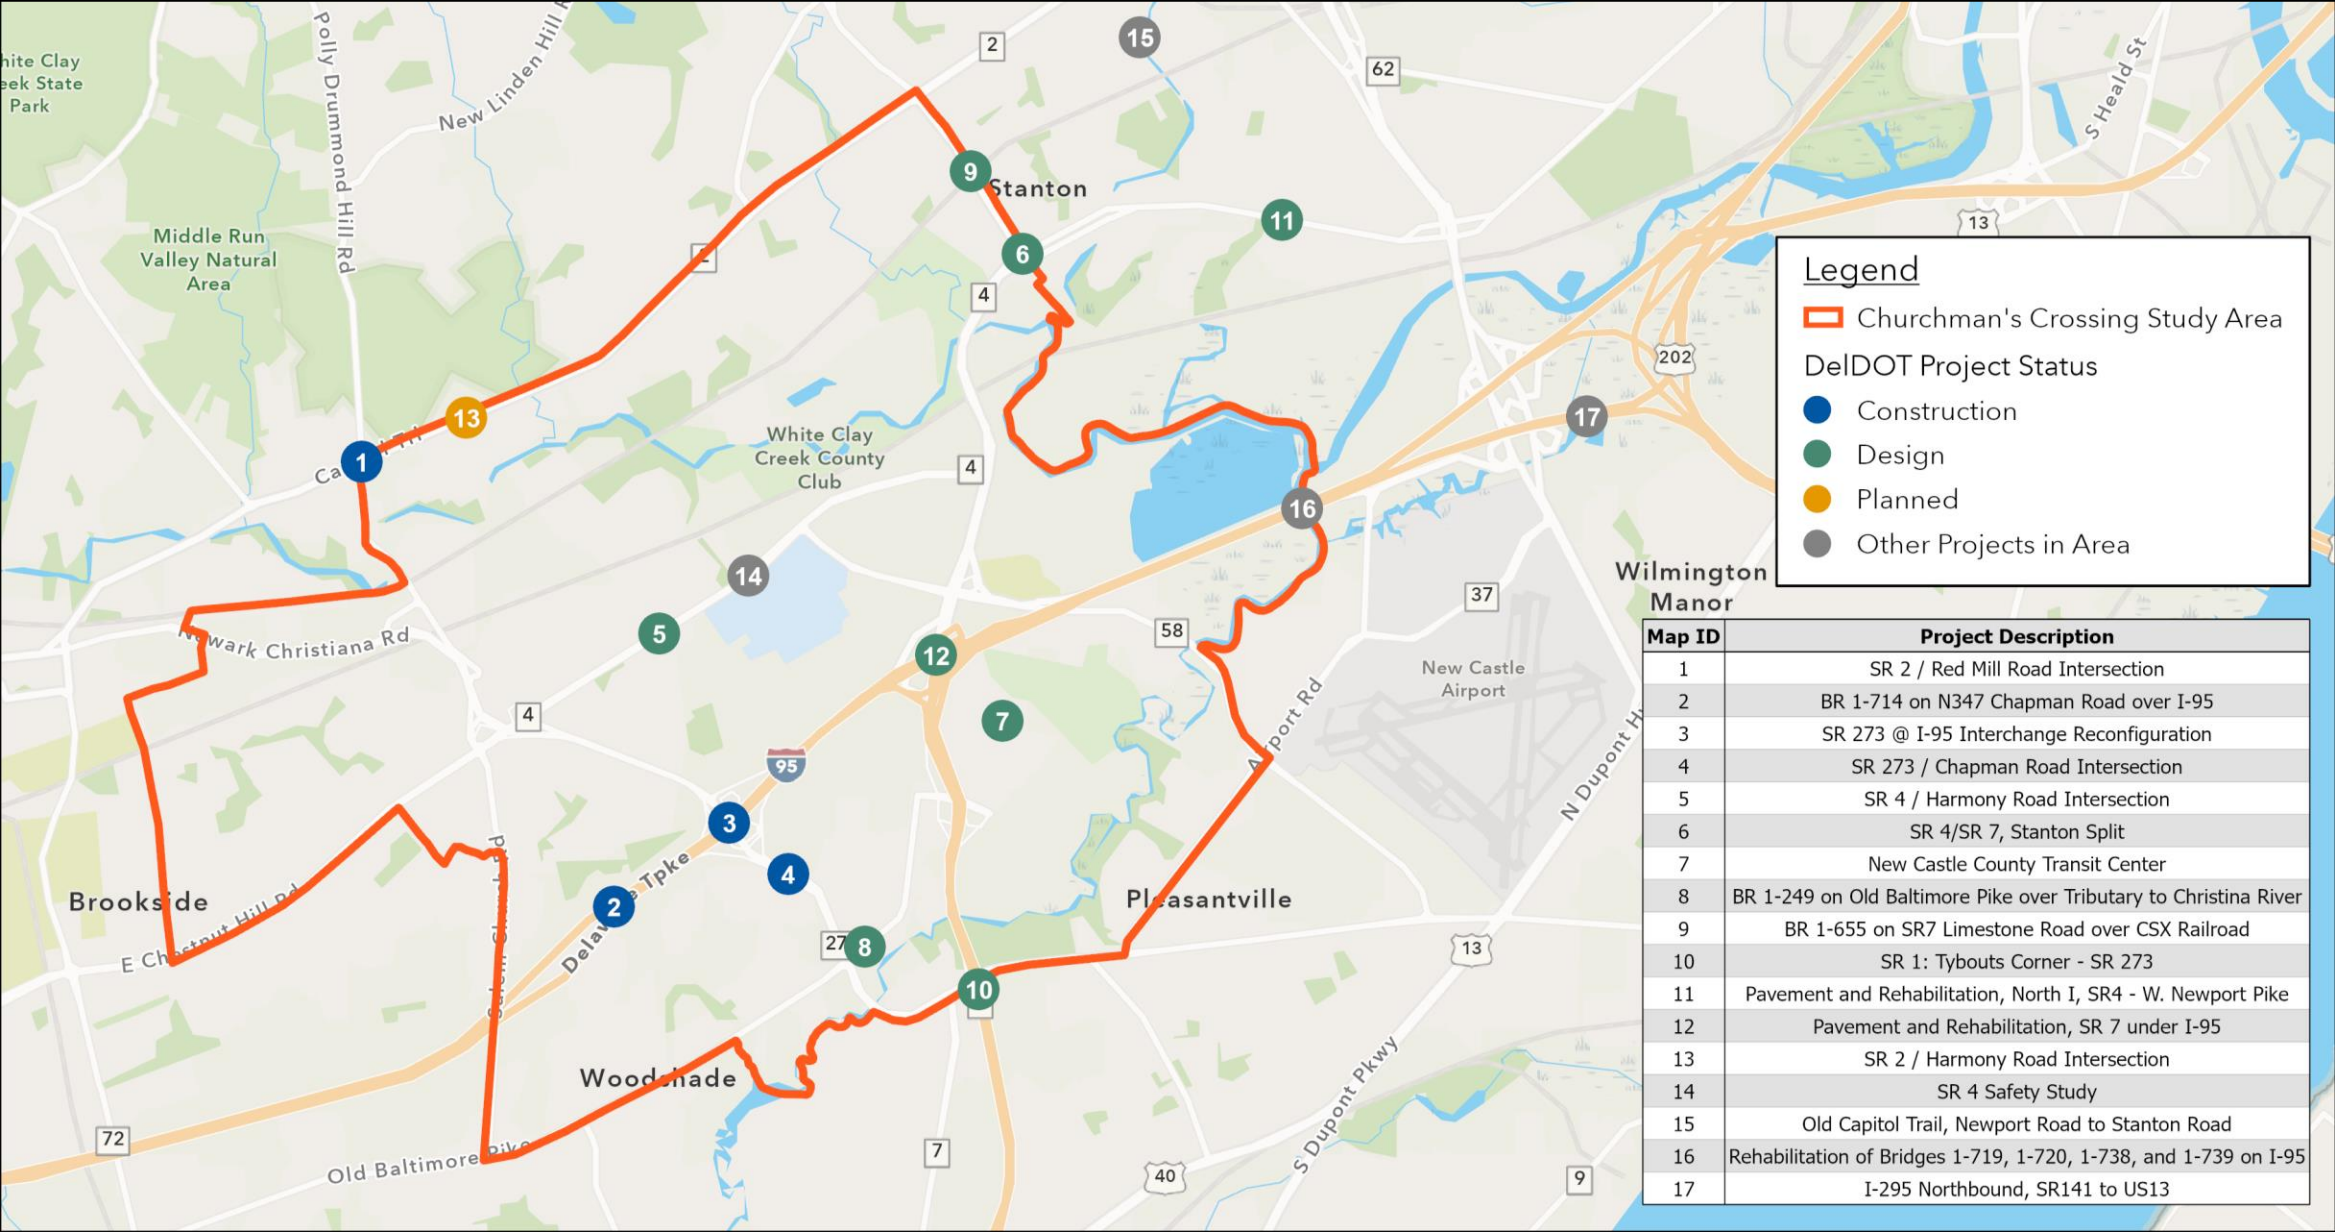 hite Clay
eek State
Park
Polly Drummond Hill Rd
New Linden Hill R
2
15
62
S Heald St
9
Stanton
11
13
Middle Run
Valley Natural
Area
2
6
4
202
13
1
17
White Clay
Creek County
Club
4
16
14
5
Newark Christiana Rd
58
37
Wilmington
Manor
12
New Castle
Airport
7
4
Airport Rd
N Dupont H
95
3
4
2
Delaware Tpke
Brookside
E Chestnut Hill Rd
Salem Church Rd
Pleasantville
27
8
13
10
Woodshade
72
Old Baltimore Pike
7
40
S Dupont Pkwy
9
Legend
Churchman's Crossing Study Area
DelDOT Project Status
Construction
Design
Planned
Other Projects in Area
Map ID Project Description
1 SR 2 / Red Mill Road Intersection
2 BR 1-714 on N347 Chapman Road over I-95
3 SR 273 @ I-95 Interchange Reconfiguration
4 SR 273 / Chapman Road Intersection
5 SR 4 / Harmony Road Intersection
6 SR 4/SR 7, Stanton Split
7 New Castle County Transit Center
8 BR 1-249 on Old Baltimore Pike over Tributary to Christina River
9 BR 1-655 on SR7 Limestone Road over CSX Railroad
10 SR 1: Tybouts Corner - SR 273
11 Pavement and Rehabilitation, North I, SR4 - W. Newport Pike
12 Pavement and Rehabilitation, SR 7 under I-95
13 SR 2 / Harmony Road Intersection
14 SR 4 Safety Study
15 Old Capitol Trail, Newport Road to Stanton Road
16 Rehabilitation of Bridges 1-719, 1-720, 1-738, and 1-739 on I-95
17 I-295 Northbound, SR141 to US13